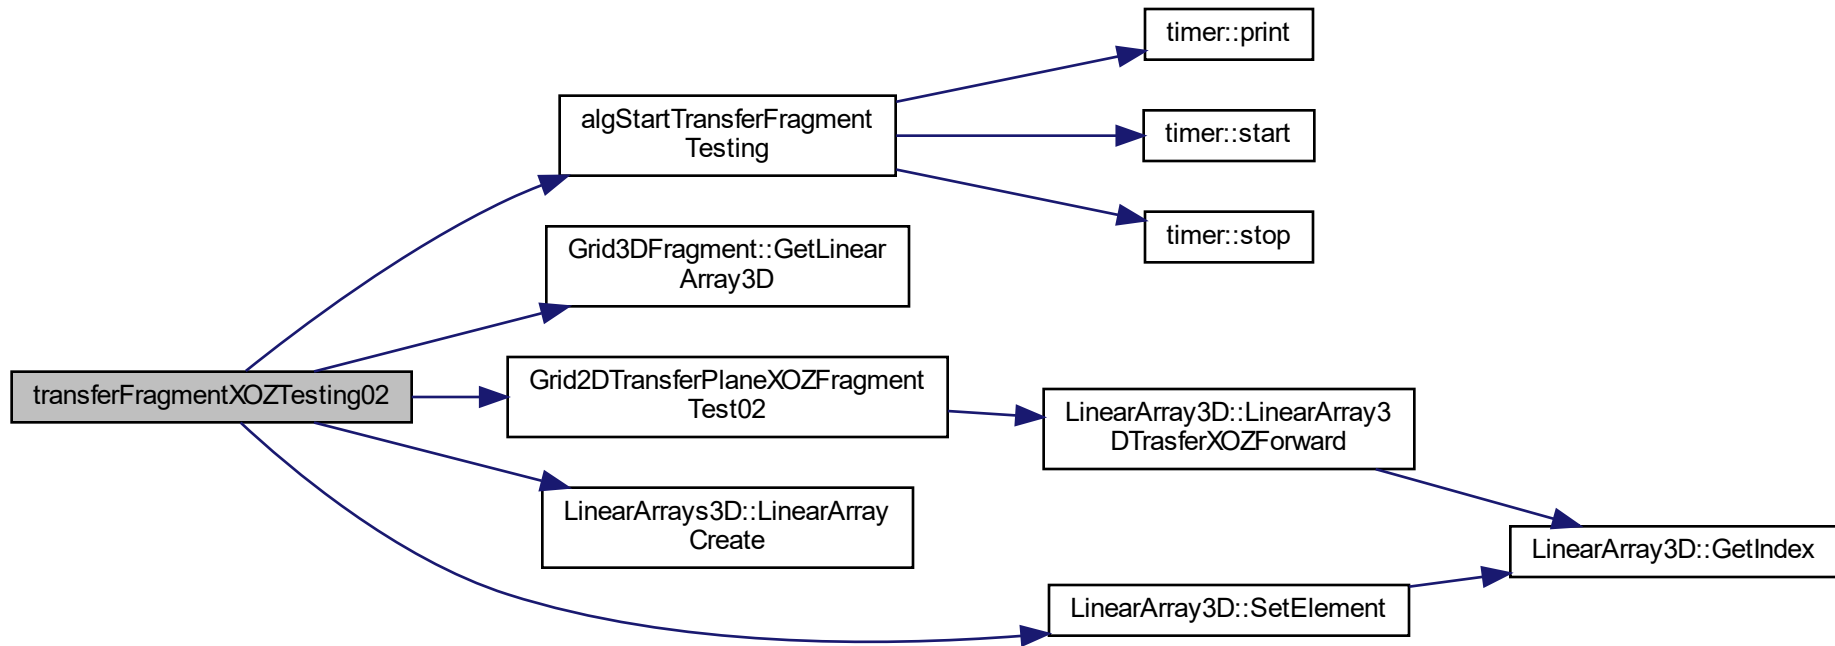 timer::print
algStartTransferFragment
Testing
timer::start
timer::stop
Grid3DFragment::GetLinear
Array3D
transferFragmentXOZTesting02
Grid2DTransferPlaneXOZFragment
Test02
LinearArray3D::LinearArray3
DTrasferXOZForward
LinearArrays3D::LinearArray
Create
LinearArray3D::GetIndex
LinearArray3D::SetElement